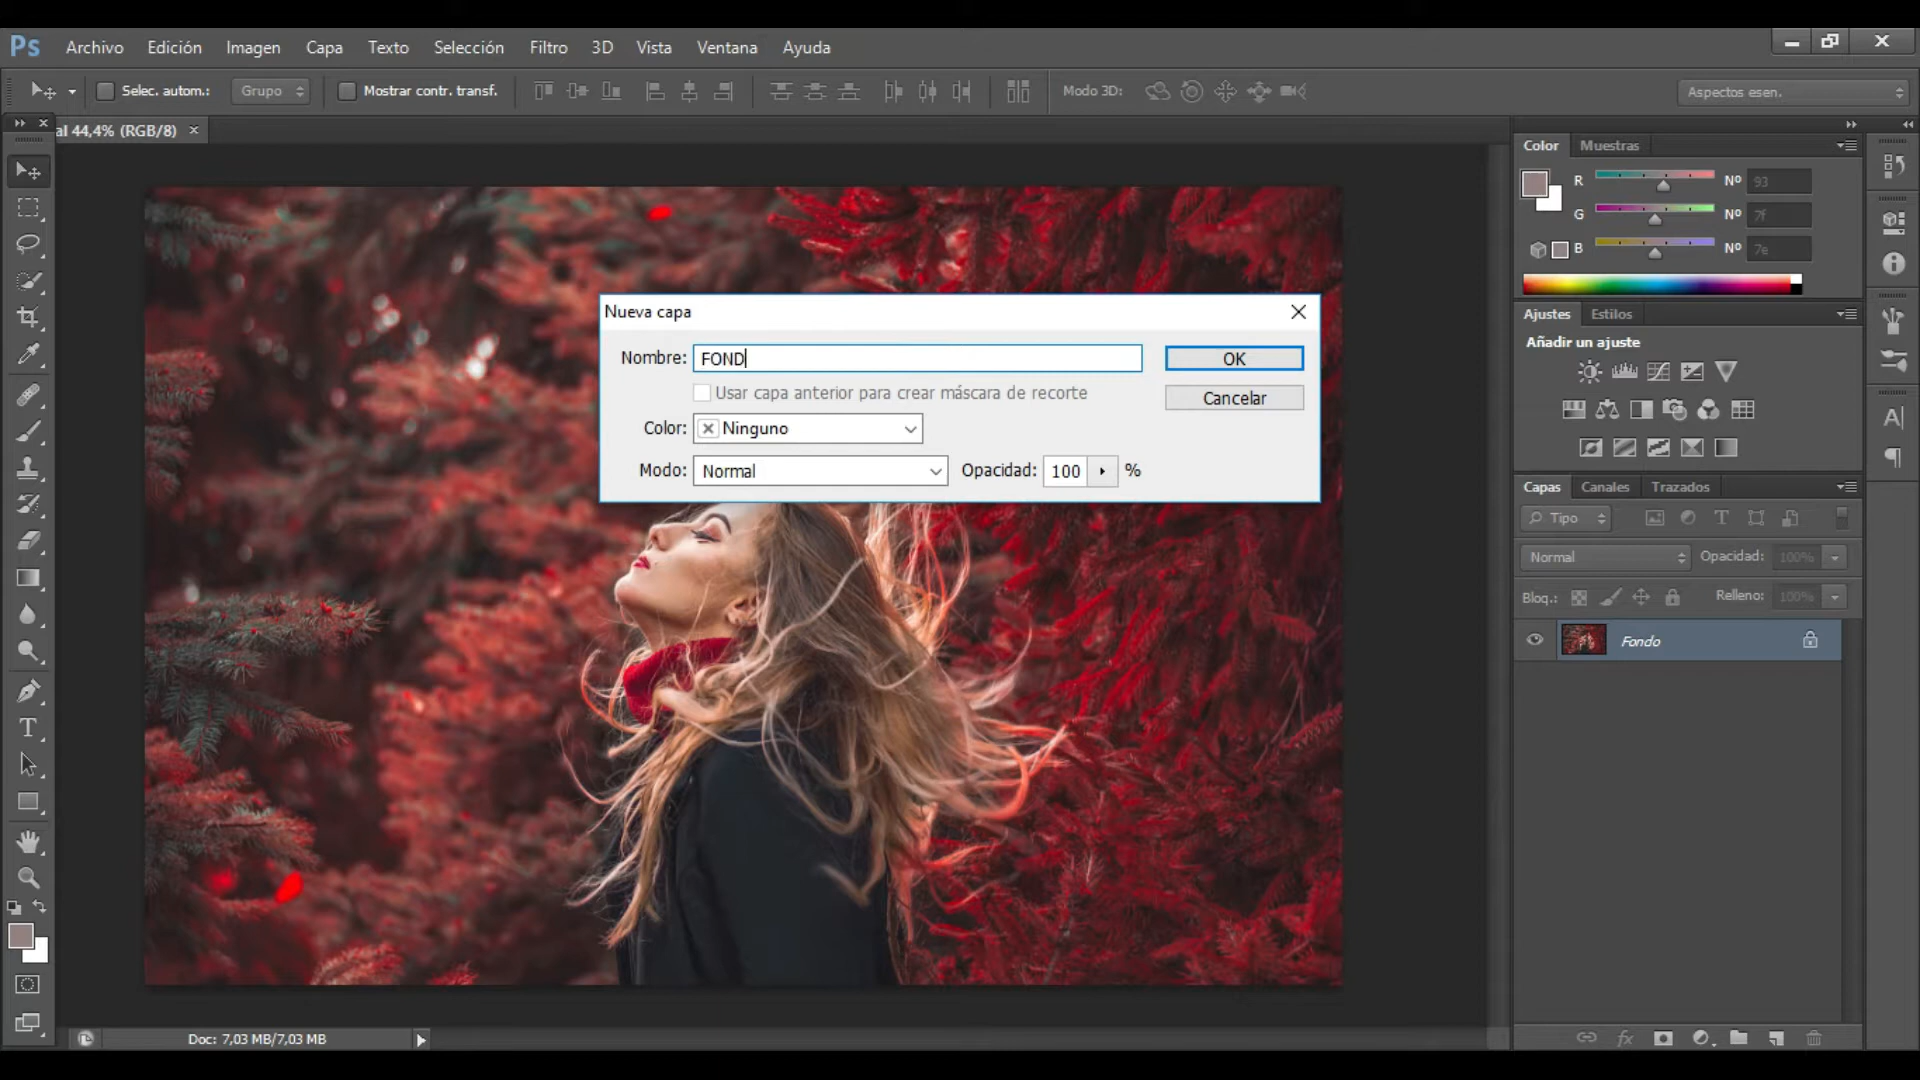 Ps Archivo Edición Imagen Capa Texto Selección Filtro 3D Vista Ventana Ayuda
Selec. autom.: Grupo Mostrar contr. transf. Modo 3D: Aspectos esen.
al 44,4% (RGB/8)
Color Muestras
R Nº 93
G Nº 7f
B Nº 7e
Ajustes Estilos
Añadir un ajuste
Nueva capa
Nombre: FOND OK
Usar capa anterior para crear máscara de recorte
Cancelar
Color: Ninguno
Modo: Normal Opacidad: 100 %
Capas Canales Trazados
Tipo
Normal Opacidad: 100%
Bloq.: Relleno: 100%
Fondo
Doc: 7,03 MB/7,03 MB